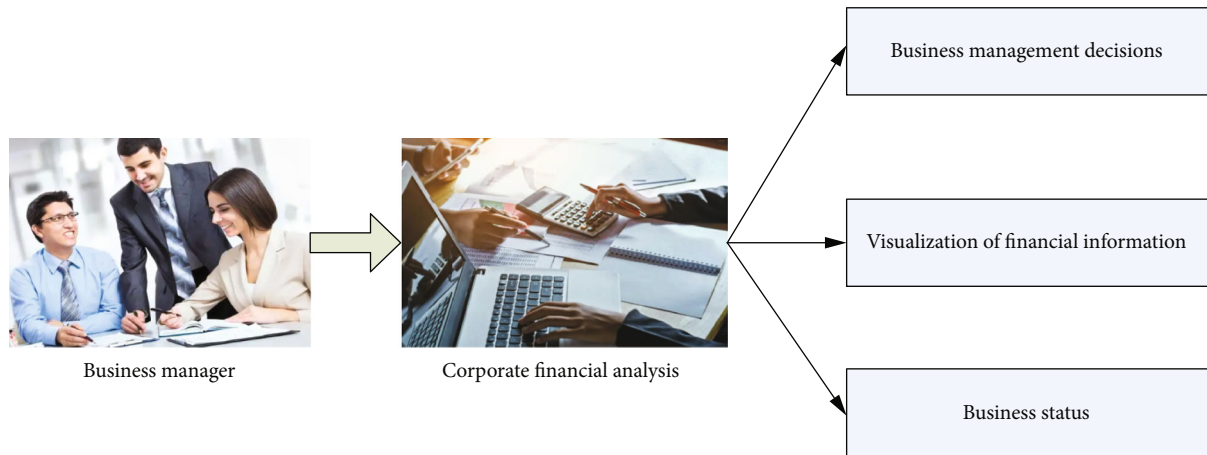 Business management decisions
Visualization of financial information
Business manager
Corporate financial analysis
Business status